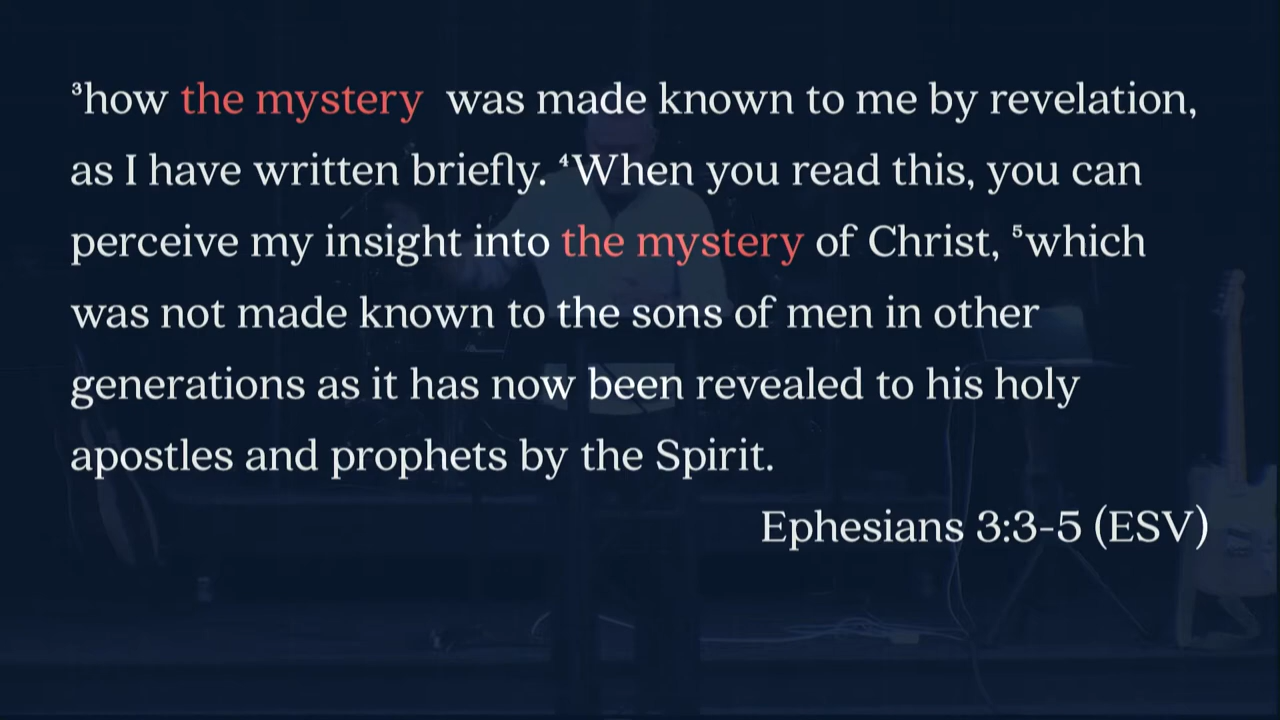 ³how the mystery was made known to me by revelation,
as I have written briefly. ⁴When you read this, you can
perceive my insight into the mystery of Christ, ⁵which
was not made known to the sons of men in other
generations as it has now been revealed to his holy
apostles and prophets by the Spirit.
Ephesians 3:3-5 (ESV)